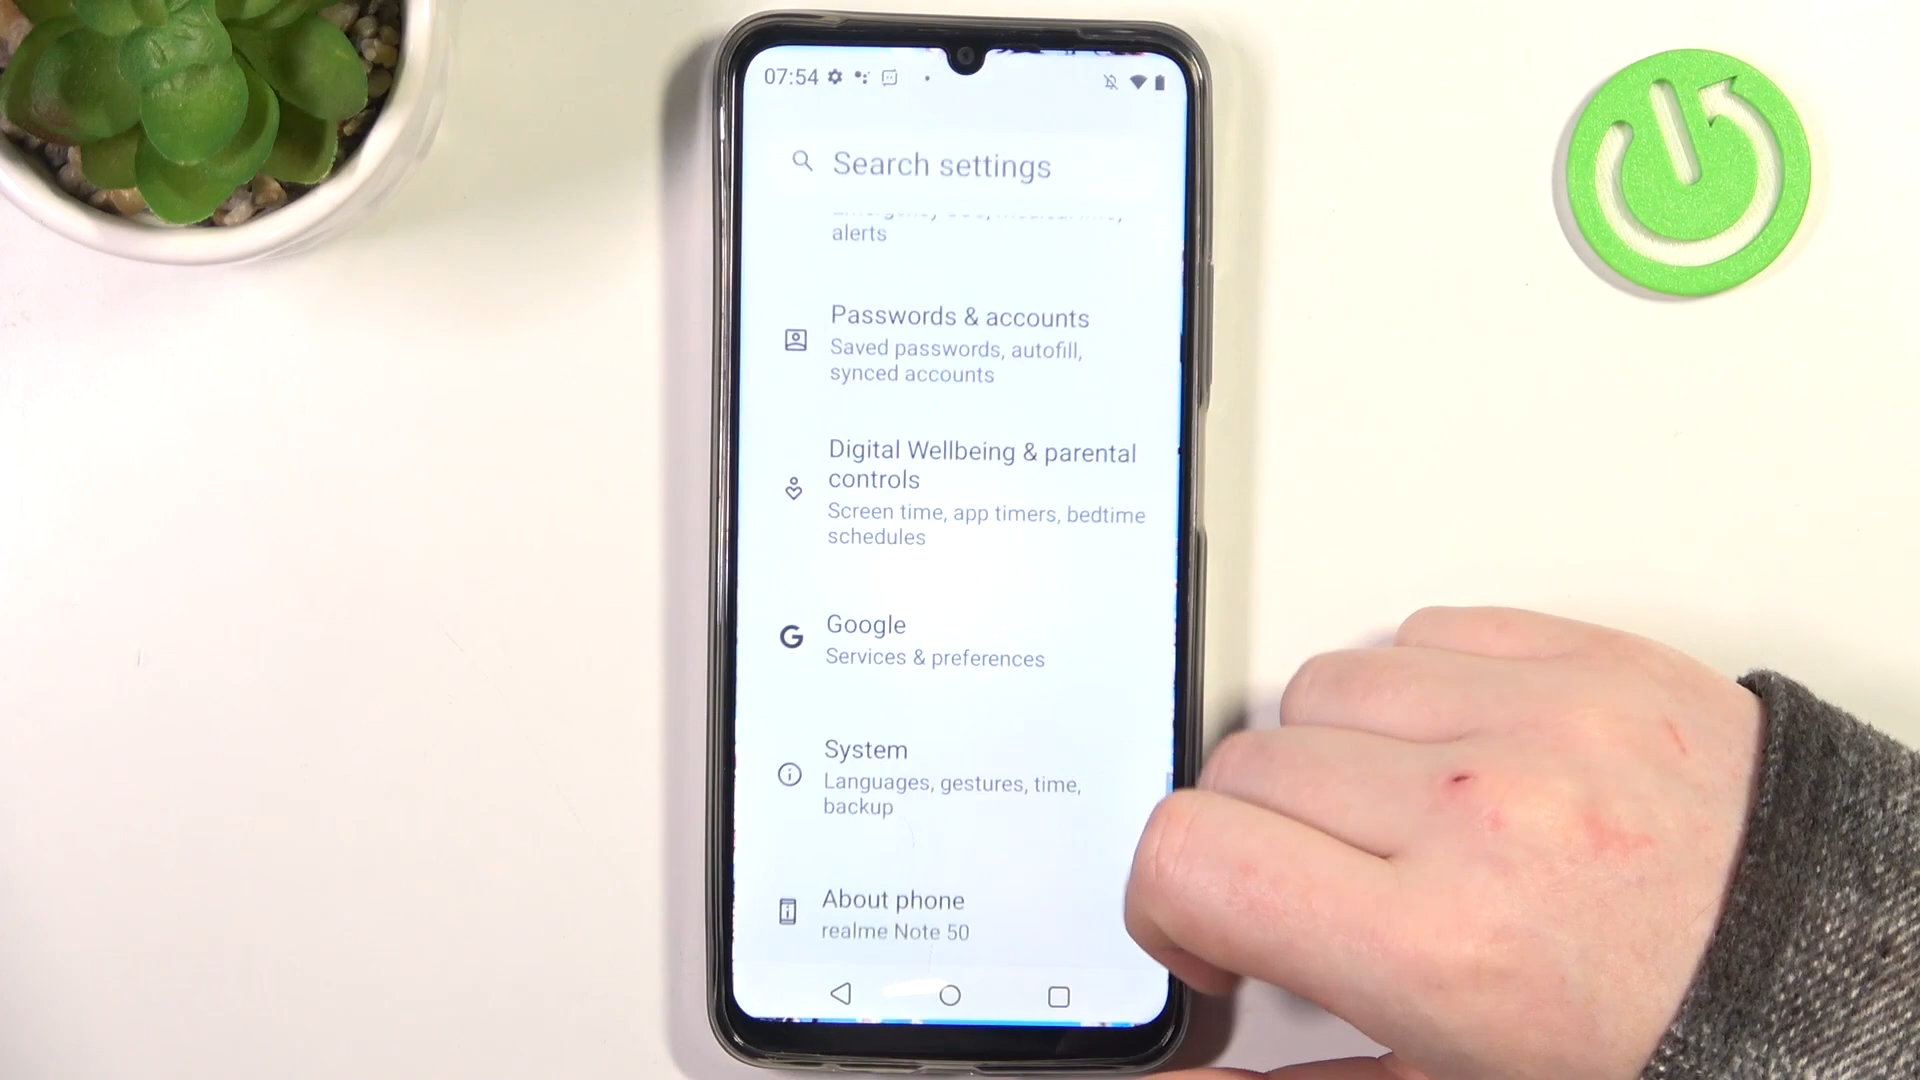 07:54
Search settings
alerts
Passwords & accounts
Saved passwords, autofill,
synced accounts
Digital Wellbeing & parental
controls
Screen time, app timers, bedtime
schedules
Google
Services & preferences
System
Languages, gestures, time,
backup
About phone
realme Note 50